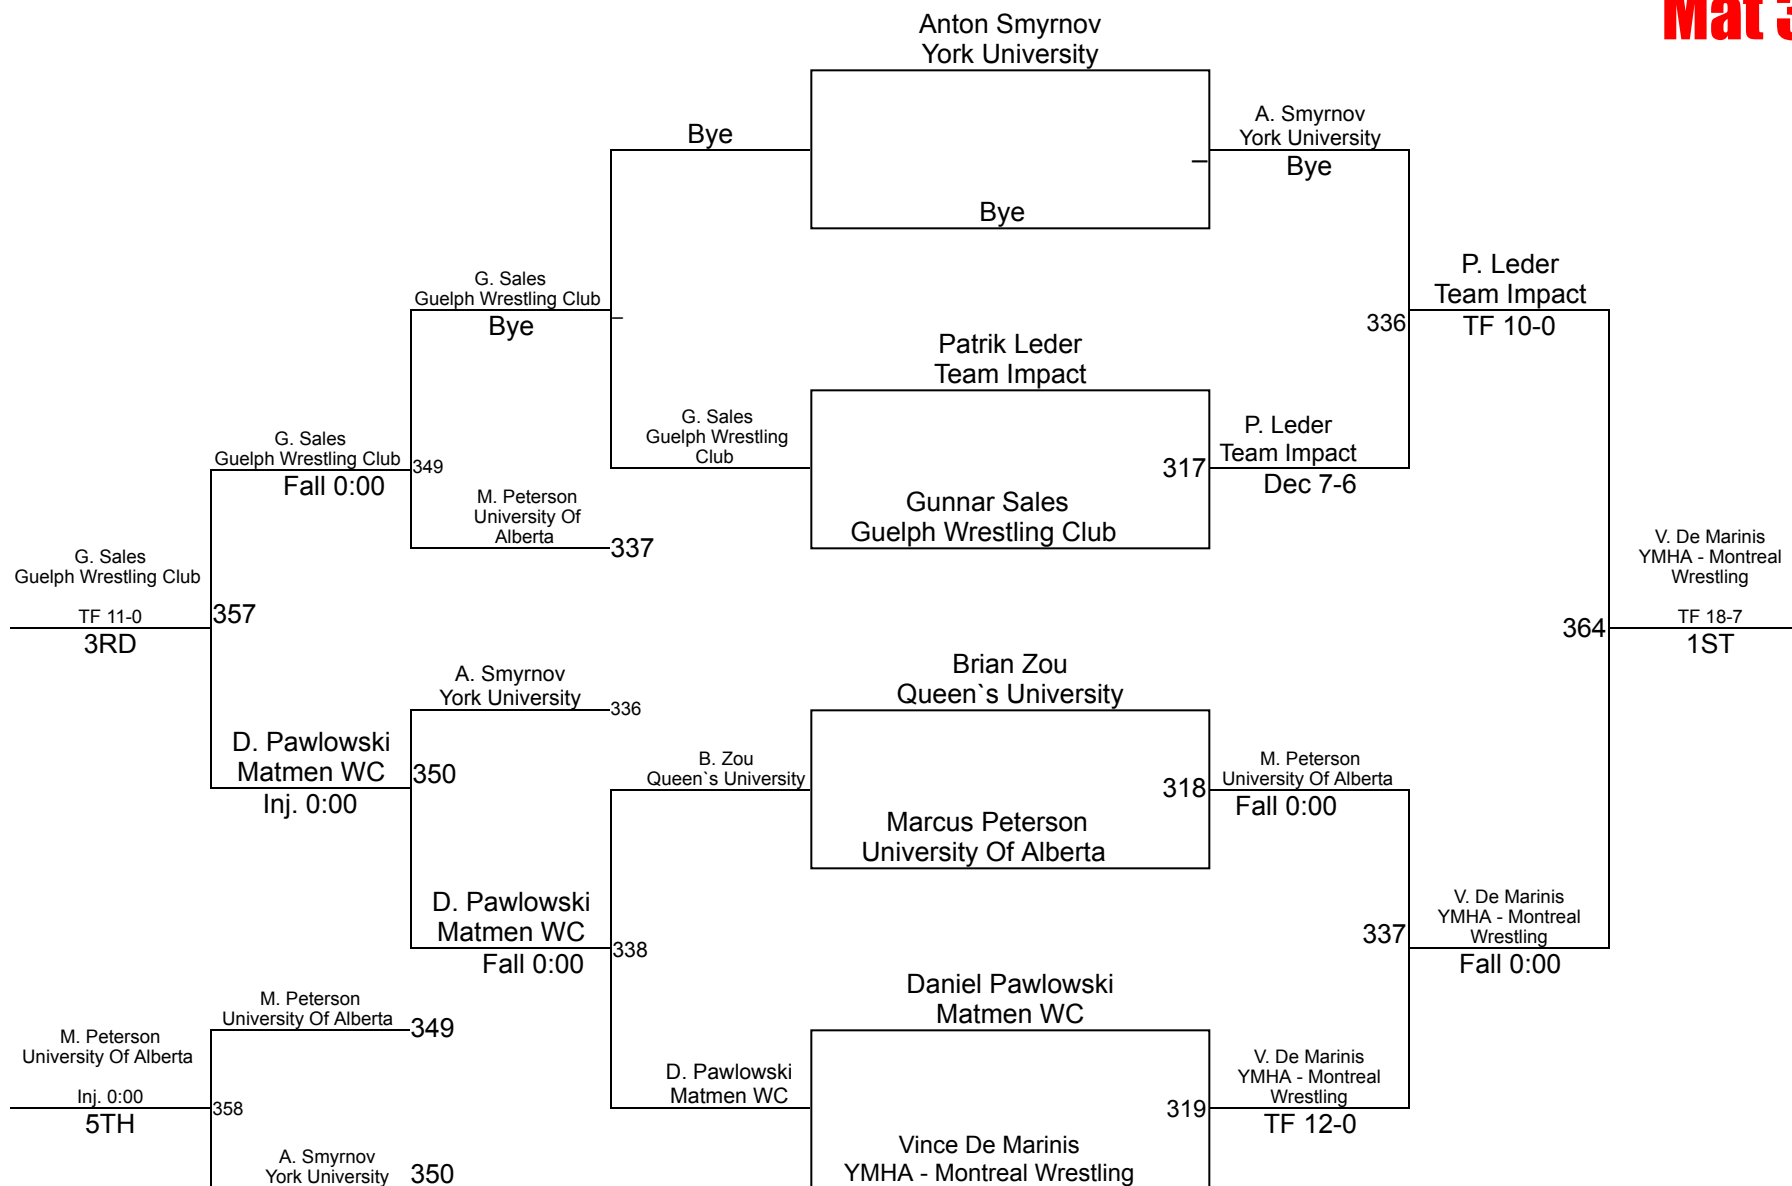 Mat 3
Anton Smyrnov
York University
Bye
A. Smyrnov
York University
Bye
Bye
G. Sales
Guelph Wrestling Club
Bye
P. Leder
Team Impact
TF 10-0
336
Patrik Leder
Team Impact
G. Sales
Guelph Wrestling
Club
P. Leder
Team Impact
Dec 7-6
317
Gunnar Sales
Guelph Wrestling Club
G. Sales
Guelph Wrestling Club
Fall 0:00
349
M. Peterson
University Of
Alberta
337
G. Sales
Guelph Wrestling Club
TF 11-0
3RD
357
V. De Marinis
YMHA - Montreal
Wrestling
TF 18-7
1ST
364
A. Smyrnov
York University
336
Brian Zou
Queen`s University
D. Pawlowski
Matmen WC
Inj. 0:00
350
B. Zou
Queen`s University
318
M. Peterson
University Of Alberta
Fall 0:00
Marcus Peterson
University Of Alberta
D. Pawlowski
Matmen WC
Fall 0:00
338
337
V. De Marinis
YMHA - Montreal
Wrestling
Fall 0:00
Daniel Pawlowski
Matmen WC
M. Peterson
University Of Alberta
349
M. Peterson
University Of Alberta
Inj. 0:00
5TH
358
D. Pawlowski
Matmen WC
319
V. De Marinis
YMHA - Montreal
Wrestling
TF 12-0
A. Smyrnov
York University
350
Vince De Marinis
YMHA - Montreal Wrestling